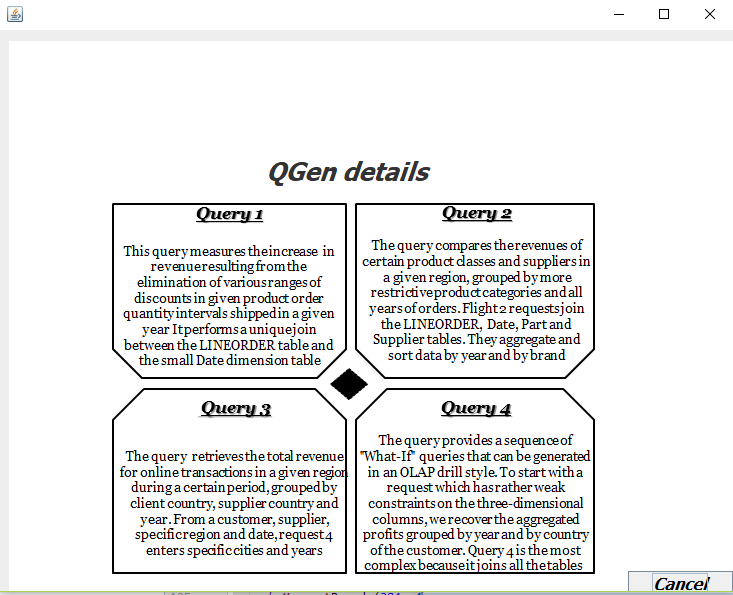 QGen details
Query 1
This query measures the increase in
revenue resulting from the
elimination of various ranges of
discounts in given product order
quantity intervals shipped in a given
year It performs a unique join
between the LINEORDER table and
the small Date dimension table
Query 2
The query compares the revenues of
certain product classes and suppliers in
a given region, grouped by more
restrictive product categories and all
years of orders. Flight 2 requests join
the LINEORDER, Date, Part and
Supplier tables. They aggregate and
sort data by year and by brand
Query 3
The query retrieves the total revenue
for online transactions in a given region
during a certain period, grouped by
client country, supplier country and
year. From a customer, supplier,
specific region and date, request 4
enters specific cities and years
Query 4
The query provides a sequence of
"What-If" queries that can be generated
in an OLAP drill style. To start with a
request which has rather weak
constraints on the three-dimensional
columns, we recover the aggregated
profits grouped by year and by country
of the customer. Query 4 is the most
complex because it joins all the tables
Cancel